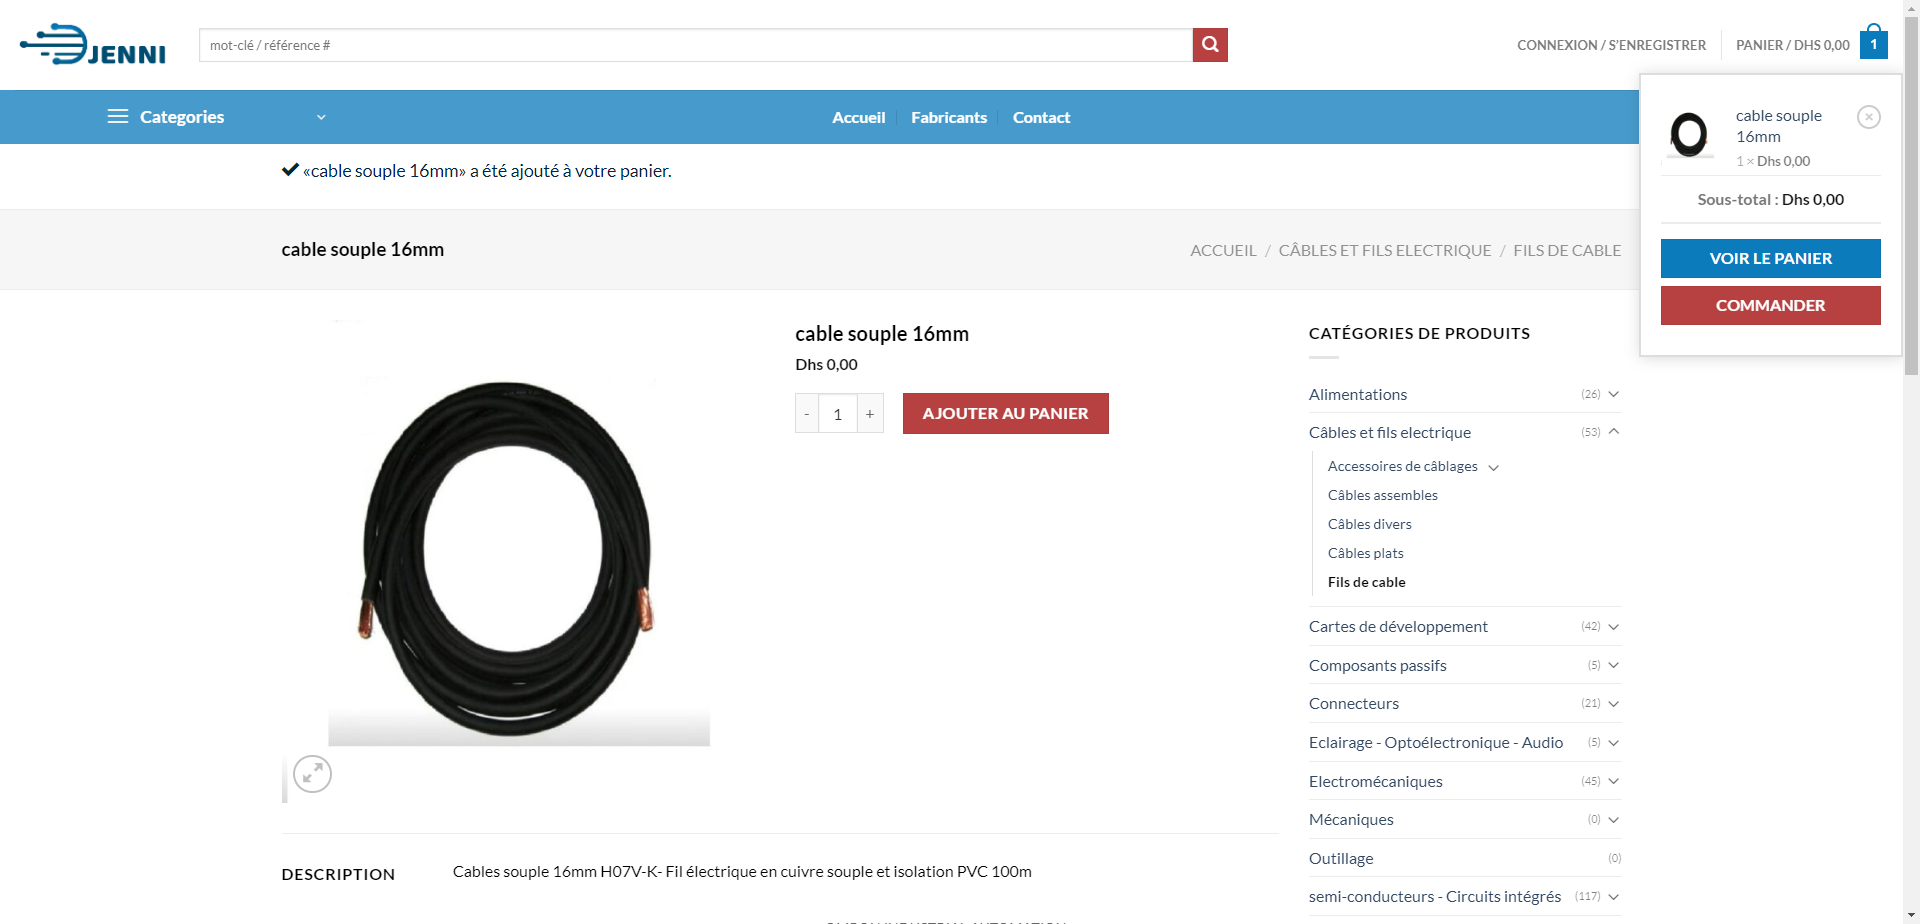 DJENNI
mot-clé / référence #
CONNEXION / S'ENREGISTRER
PANIER / DHS 0,00
1
Categories
Accueil
Fabricants
Contact
cable souple 16mm
1 × Dhs 0,00
Sous-total : Dhs 0,00
VOIR LE PANIER
COMMANDER
«cable souple 16mm» a été ajouté à votre panier.
cable souple 16mm
ACCUEIL / CÂBLES ET FILS ELECTRIQUE / FILS DE CABLE
cable souple 16mm
Dhs 0,00
- 1 +
AJOUTER AU PANIER
CATÉGORIES DE PRODUITS
Alimentations (26)
Câbles et fils electrique (53)
Accessoires de câblages
Câbles assembles
Câbles divers
Câbles plats
Fils de cable
Cartes de développement (42)
Composants passifs (5)
Connecteurs (21)
Eclairage - Optoélectronique - Audio (5)
Electromécaniques (45)
Mécaniques (0)
Outillage (0)
semi-conducteurs - Circuits intégrés (117)
DESCRIPTION
Cables souple 16mm H07V-K- Fil électrique en cuivre souple et isolation PVC 100m